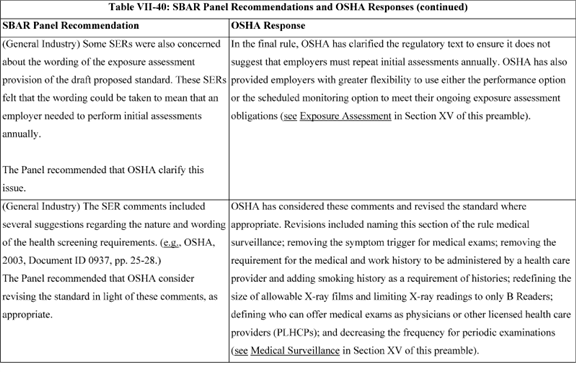 Table VII-40: SBAR Panel Recommendations and OSHA Responses (continued)
SBAR Panel Recommendation
OSHA Response
(General Industry) Some SERs were also concerned
about the wording of the exposure assessment
provision of the draft proposed standard. These SERs
felt that the wording could be taken to mean that an
employer needed to perform initial assessments
annually.
The Panel recommended that OSHA clarify this
issue.
In the final rule, OSHA has clarified the regulatory text to ensure it does not
suggest that employers must repeat initial assessments annually. OSHA has also
provided employers with greater flexibility to use either the performance option
or the scheduled monitoring option to meet their ongoing exposure assessment
obligations (see Exposure Assessment in Section XV of this preamble).
(General Industry) The SER comments included
several suggestions regarding the nature and wording
of the health screening requirements. (e.g., OSHA,
2003, Document ID 0937, pp. 25-28.)
The Panel recommended that OSHA consider
revising the standard in light of these comments, as
appropriate.
OSHA has considered these comments and revised the standard where
appropriate. Revisions included naming this section of the rule medical
surveillance; removing the symptom trigger for medical exams; removing the
requirement for the medical and work history to be administered by a health care
provider and adding smoking history as a requirement of histories; redefining the
size of allowable X-ray films and limiting X-ray readings to only B Readers;
defining who can offer medical exams as physicians or other licensed health care
providers (PLHCPs); and decreasing the frequency for periodic examinations
(see Medical Surveillance in Section XV of this preamble).